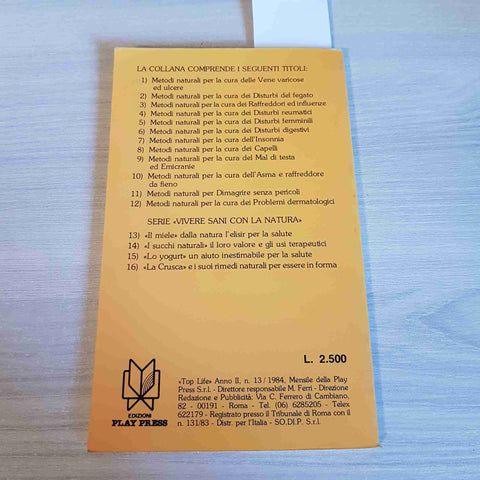 LA COLLANA COMPRENDE I SEGUENTI TITOLI:
1) Metodi naturali per la cura delle Vene varicose
ed ulcere
2) Metodi naturali per la cura dei Disturbi del fegato
3) Metodi naturali per la cura dei Raffreddori ed influenze
4) Metodi naturali per la cura dei Disturbi reumatici
5) Metodi naturali per la cura dei Disturbi femminili
6) Metodi naturali per la cura dei Disturbi digestivi
7) Metodi naturali per la cura dell'Insonnia
8) Metodi naturali per la cura dei Capelli
9) Metodi naturali per la cura del Mal di testa
ed Emicranie
10) Metodi naturali per la cura dell'Asma e raffreddore
da fieno
11) Metodi naturali per Dimagrire senza pericoli
12) Metodi naturali per la cura dei Problemi dermatologici
SERIE «VIVERE SANI CON LA NATURA»
13) «Il miele» dalla natura l'elisir per la salute
14) «I succhi naturali» il loro valore e gli usi terapeutici
15) «Lo yogurt» un aiuto inestimabile per la salute
16) «La Crusca» e i suoi rimedi naturali per essere in forma
L. 2.500
«Top Life» Anno II, n. 13 / 1984, Mensile della Play
Press S.r.l. - Direttore responsabile M. Ferri - Direzione
Redazione e Pubblicità: Via C. Ferrero di Cambiano,
82 - 00191 - Roma - Tel. (06) 6285205 - Telex
622179 - Registrato presso il Tribunale di Roma con il
n. 131/83 - Distr. per l'Italia - SO.DI.P. S.r.l.
EDIZIONI
PLAY PRESS